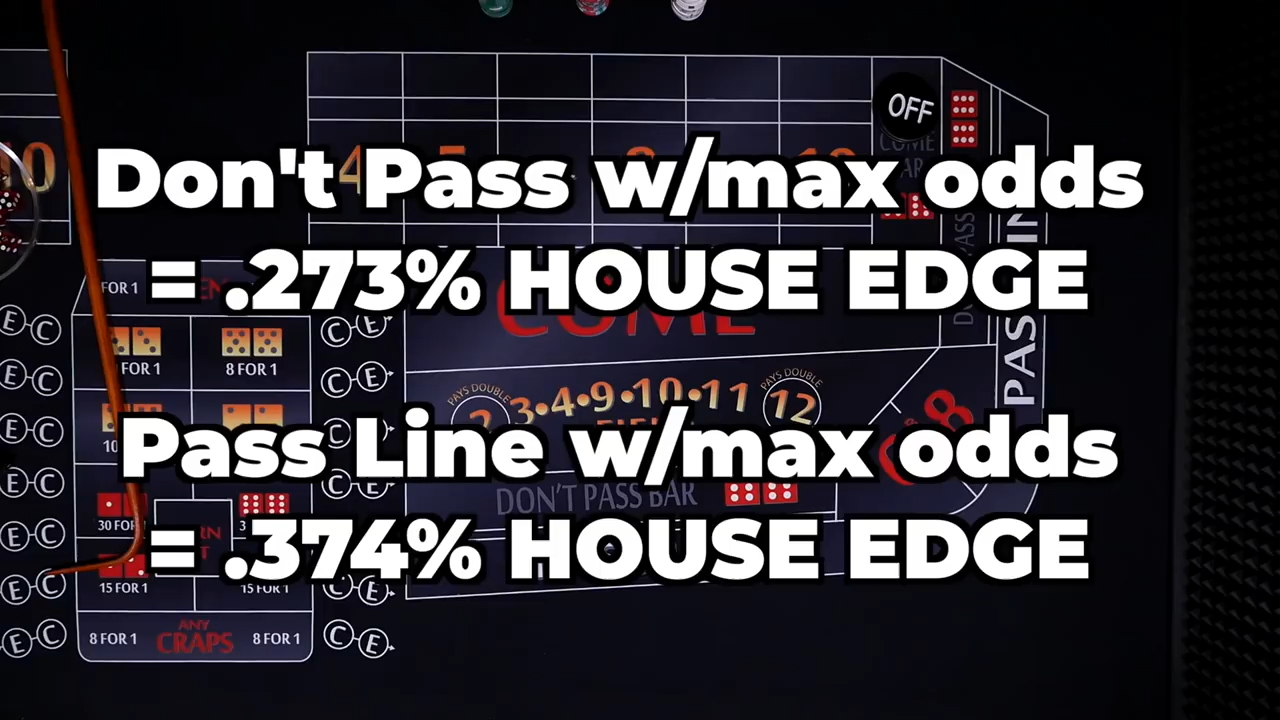 OFF
Don't Pass w/max odds
= .273% HOUSE EDGE
Pass Line w/max odds
= .374% HOUSE EDGE
COME
PAYS DOUBLE
PAYS DOUBLE
3•4•9•10•11
12
DON'T PASS BAR
FOR 1
FOR 1
8 FOR 1
30 FOR
15 FOR 1
15 FOR 1
8 FOR 1
ANY
CRAPS
8 FOR 1
E C
E C
E C
E C
E C
E C
E C
C E
C E
C
C
C
C E
C E